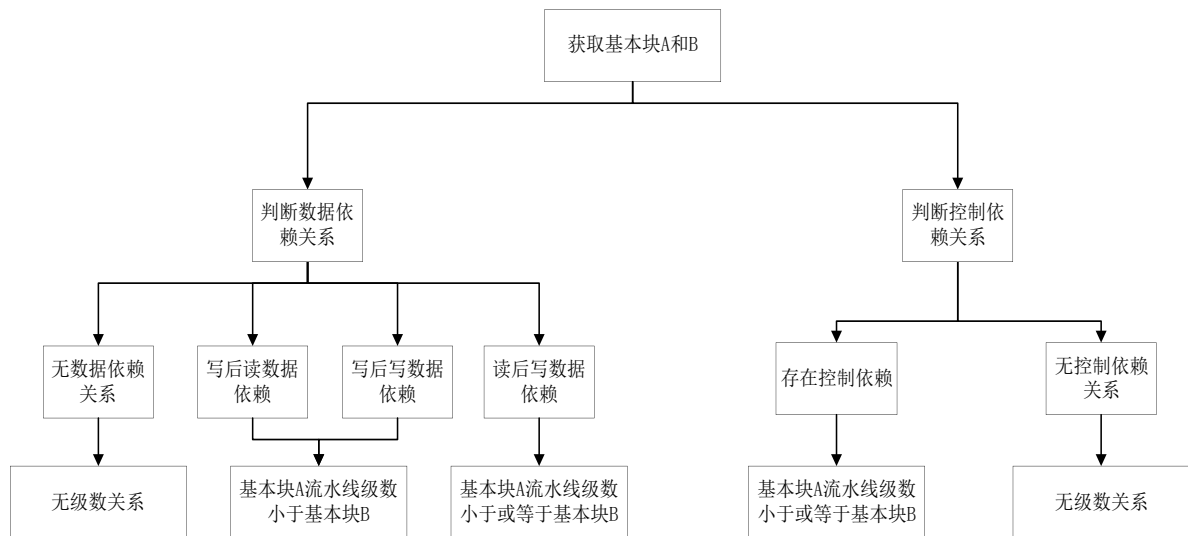 获取基本块A和B
判断数据依
赖关系
判断控制依
赖关系
无数据依赖
关系
写后读数据
依赖
写后写数据
依赖
读后写数据
依赖
存在控制依赖
无控制依赖
关系
无级数关系
基本块A流水线级数
小于基本块B
基本块A流水线级数
小于或等于基本块B
基本块A流水线级数
小于或等于基本块B
无级数关系